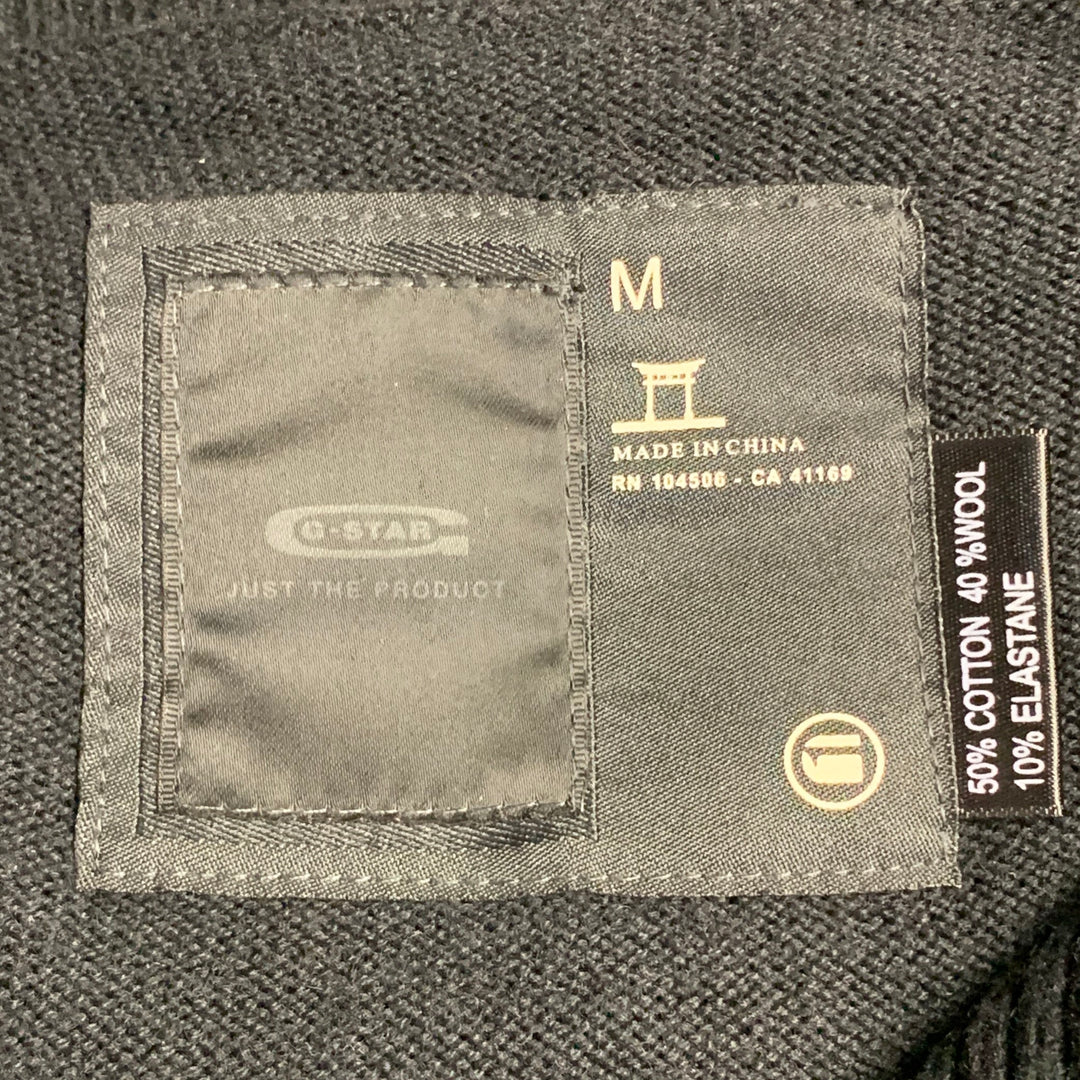 G-STAR
JUST THE PRODUCT
M
MADE IN CHINA
RN 104506 - CA 41169
50% COTTON 40 %WOOL
10% ELASTANE